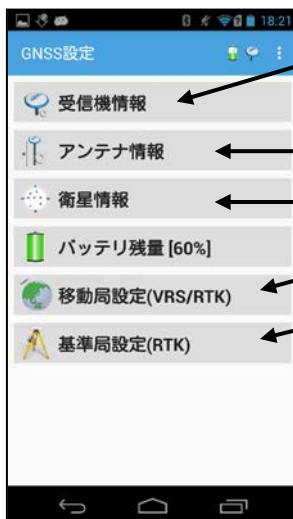 18:21
GNSS設定
受信機情報
アンテナ情報
衛星情報
バッテリ残量 [60%]
移動局設定(VRS/RTK)
基準局設定(RTK)